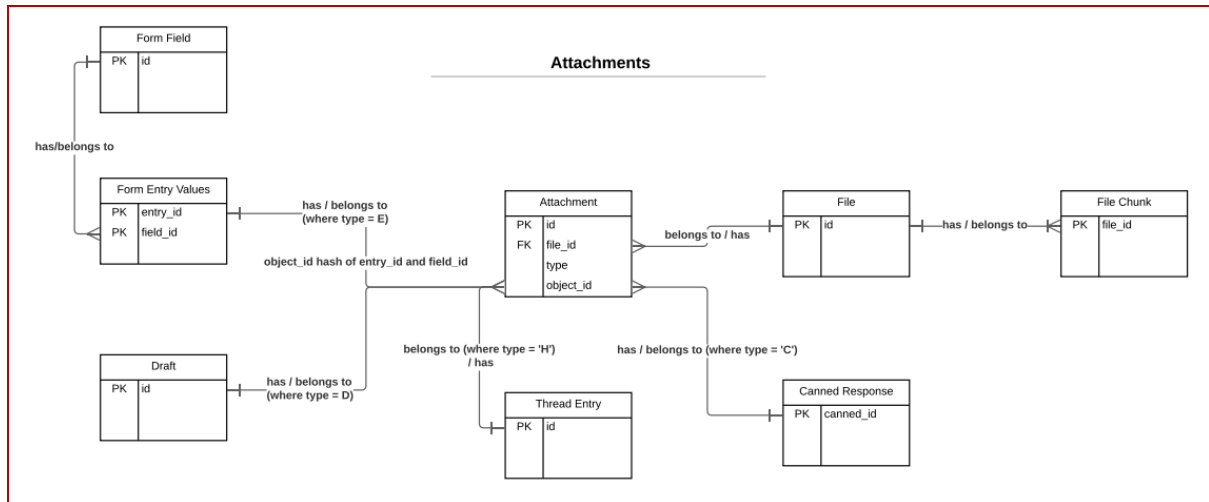 Attachments
Form Field
PK id
has/belongs to
Form Entry Values
PK entry_id
PK field_id
has / belongs to
(where type = E)
object_id hash of entry_id and field_id
Attachment
PK id
FK file_id
type
object_id
belongs to / has
File
PK id
has / belongs to
File Chunk
PK file_id
Draft
PK id
has / belongs to
(where type = D)
belongs to (where type = 'H')
/ has
Thread Entry
PK id
has / belongs to (where type = 'C')
Canned Response
PK canned_id